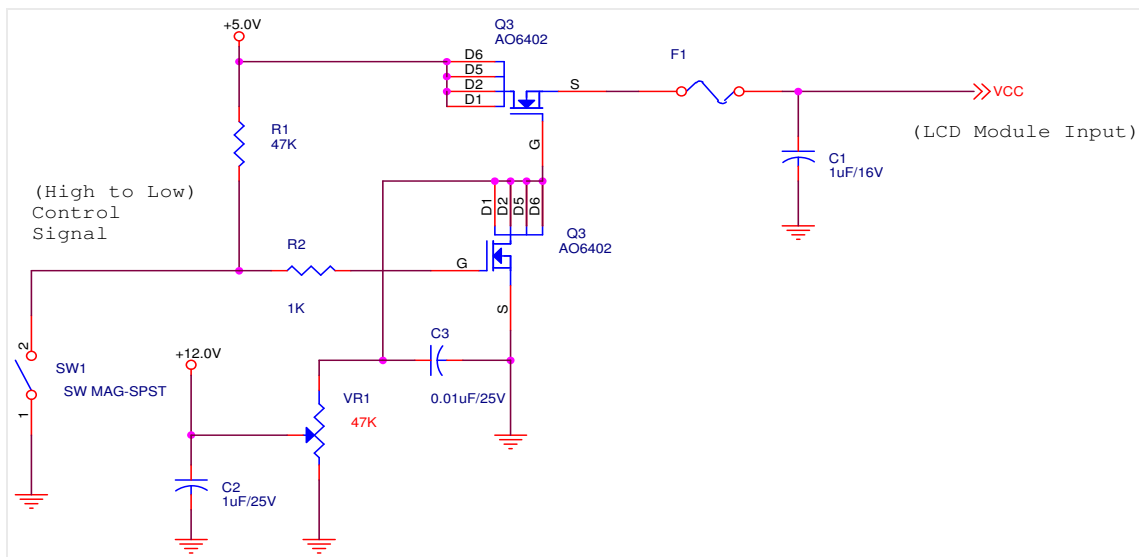 Q3
AO6402
+5.0V
D6
D5
D2
D1
S
F1
VCC
(LCD Module Input)
G
R1
47K
C1
1uF/16V
(High to Low)
Control
Signal
D1
D2
D5
D6
Q3
AO6402
R2
G
1K
S
C3
0.01uF/25V
2
SW1
SW MAG-SPST
1
+12.0V
VR1
47K
C2
1uF/25V